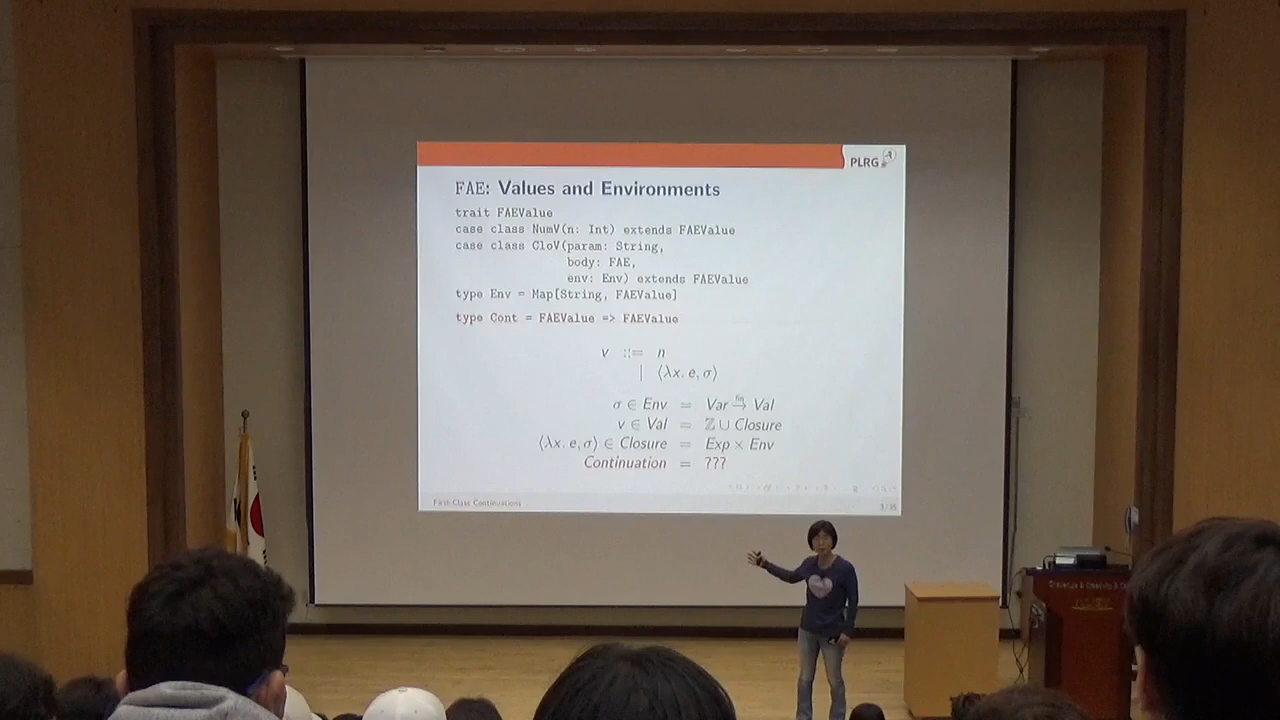 PLRG
FAE: Values and Environments
trait FAEValue
case class NumV(n: Int) extends FAEValue
case class CloV(param: String,
body: FAE,
env: Env) extends FAEValue
type Env = Map[String, FAEValue]
type Cont = FAEValue => FAEValue
v ::= n
| ⟨λx. e, σ⟩
σ ∈ Env = Var fin→ Val
v ∈ Val = ℤ ∪ Closure
⟨λx. e, σ⟩ ∈ Closure = Exp × Env
Continuation = ???
First-Class Continuations